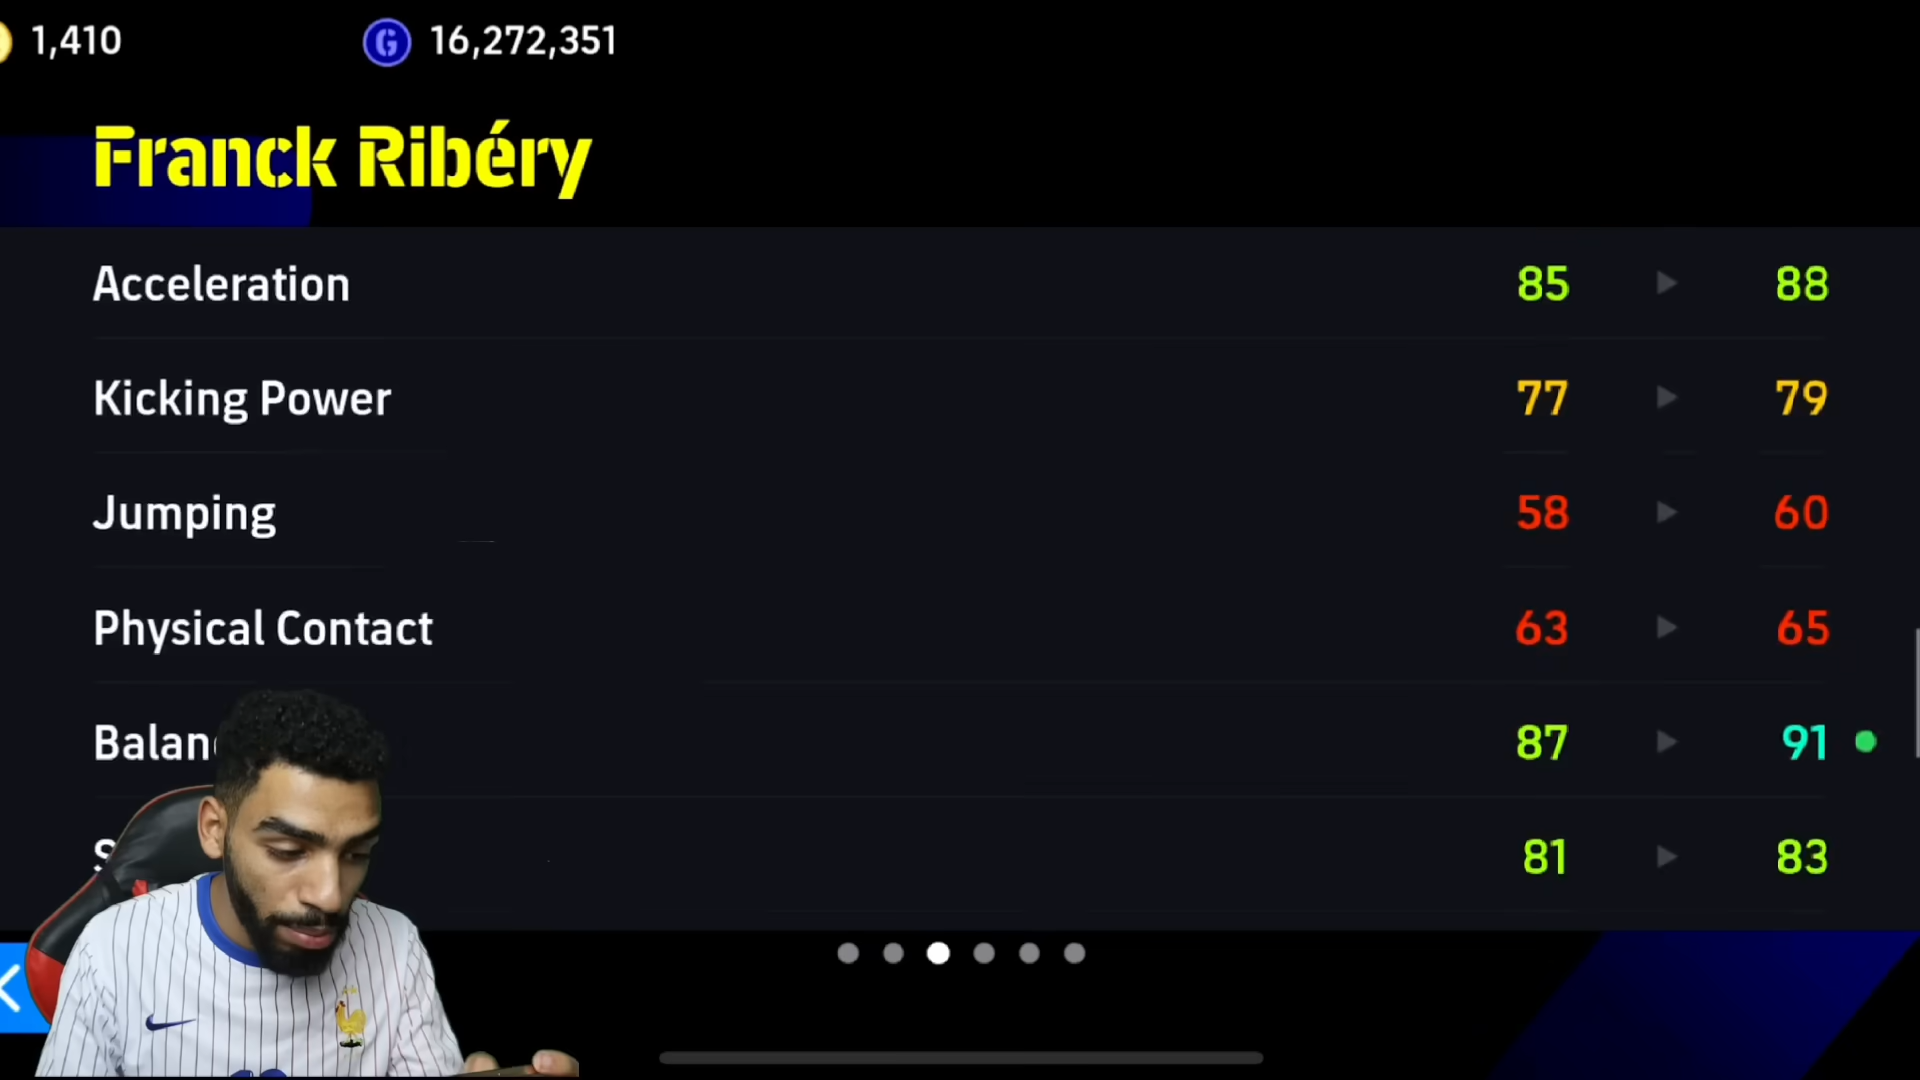 1,410 G 16,272,351
Franck Ribéry
Acceleration 85 88
Kicking Power 77 79
Jumping 58 60
Physical Contact 63 65
87 91
81 83